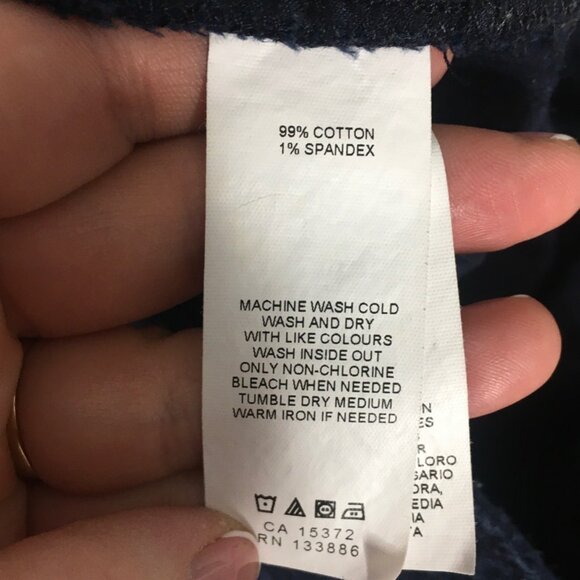 99% COTTON
1% SPANDEX
MACHINE WASH COLD
WASH AND DRY
WITH LIKE COLOURS
WASH INSIDE OUT
ONLY NON-CHLORINE
BLEACH WHEN NEEDED
TUMBLE DRY MEDIUM
WARM IRON IF NEEDED
CA 15372
RN 133886